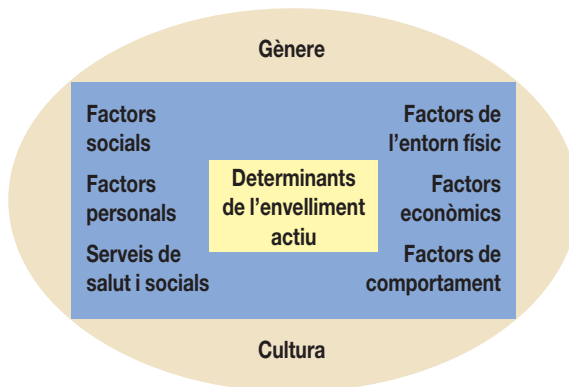 Gènere
Factors
socials
Factors
personals
Serveis de
salut i socials
Determinants
de l'envelliment
actiu
Factors de
l'entorn físic
Factors
econòmics
Factors de
comportament
Cultura